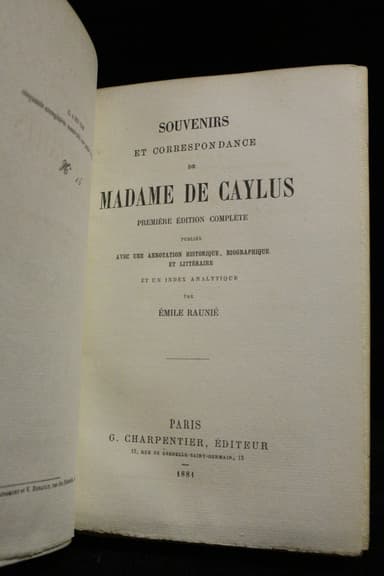 SOUVENIRS
ET CORRESPONDANCE
DE
MADAME DE CAYLUS
PREMIÈRE ÉDITION COMPLÈTE
PUBLIÉE
AVEC UNE ANNOTATION HISTORIQUE, BIOGRAPHIQUE
ET LITTÉRAIRE
ET UN INDEX ANALYTIQUE
PAR
ÉMILE RAUNIÉ
PARIS
G. CHARPENTIER, ÉDITEUR
13, RUE DE GRENELLE-SAINT-GERMAIN, 13
1881